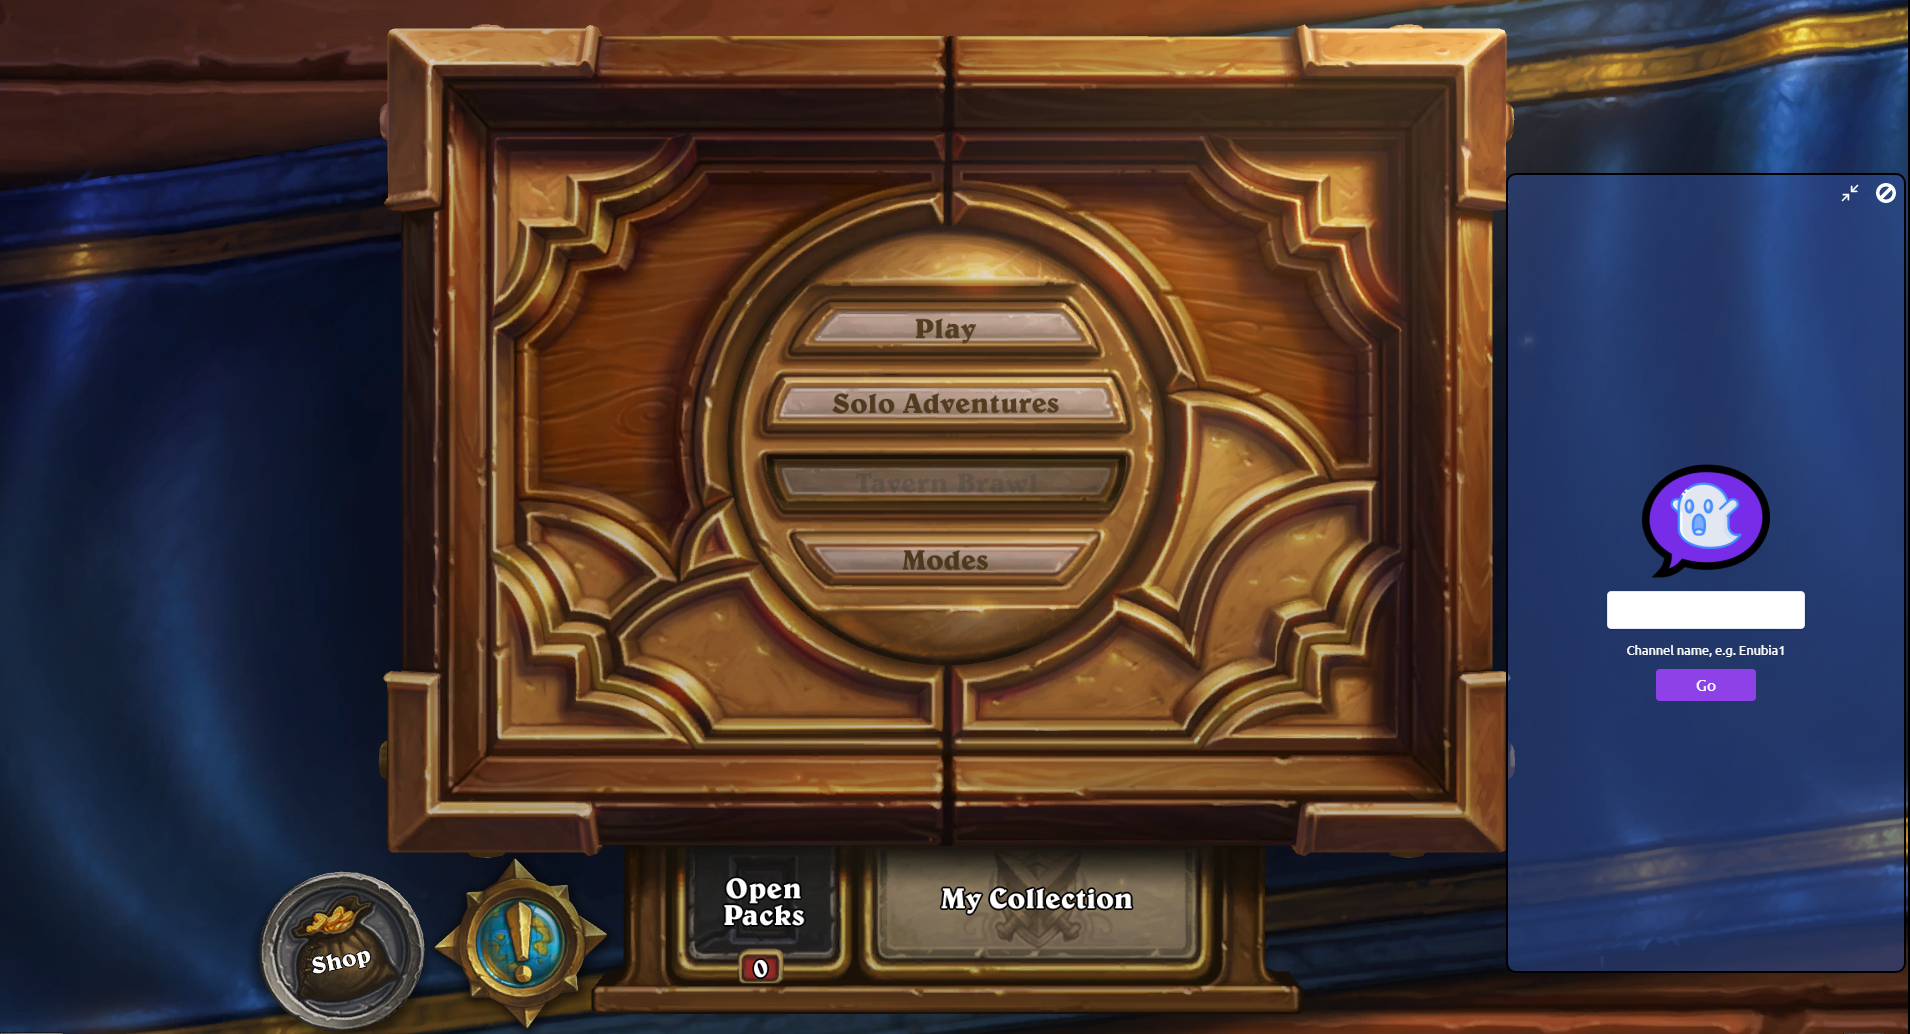 Play
Solo Adventures
Tavern Brawl
Modes
Channel name, e.g. Enubia1
Go
Open
Packs
My Collection
Shop
0